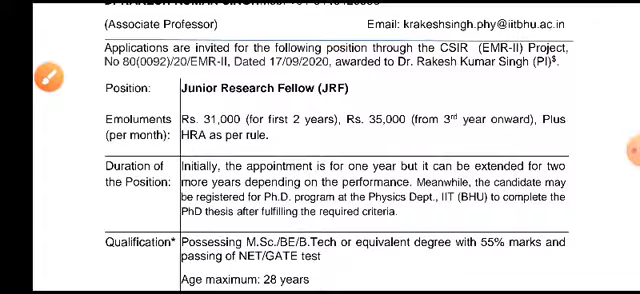 (Associate Professor) Email: krakeshsingh.phy@iitbhu.ac.in
Applications are invited for the following position through the CSIR (EMR-II) Project,
No 80(0092)/20/EMR-II, Dated 17/09/2020, awarded to Dr. Rakesh Kumar Singh (PI)$.
Position: Junior Research Fellow (JRF)
Emoluments Rs. 31,000 (for first 2 years), Rs. 35,000 (from 3rd year onward), Plus
(per month): HRA as per rule.
Duration of Initially, the appointment is for one year but it can be extended for two
the Position: more years depending on the performance. Meanwhile, the candidate may
be registered for Ph.D. program at the Physics Dept., IIT (BHU) to complete the
PhD thesis after fulfilling the required criteria.
Qualification* Possessing M.Sc./BE/B.Tech or equivalent degree with 55% marks and
passing of NET/GATE test
Age maximum: 28 years